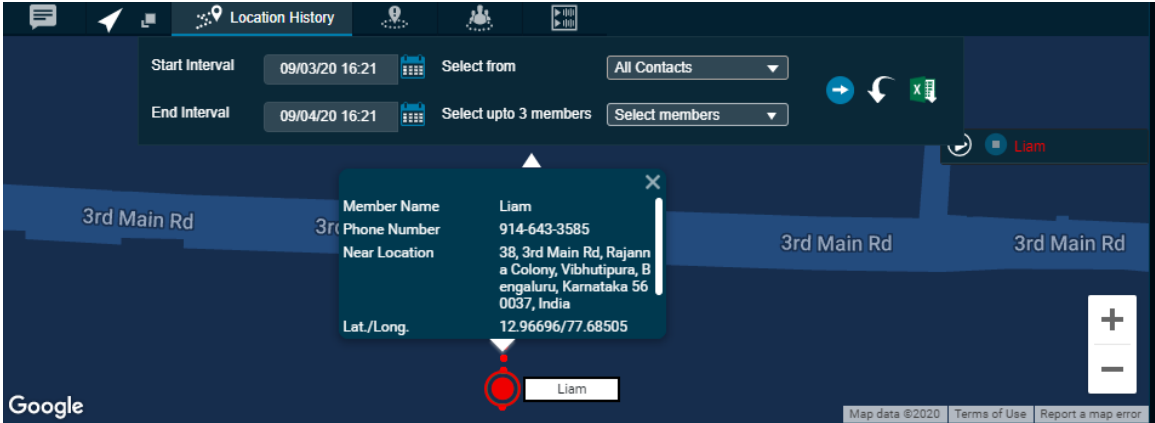 Location History
Start Interval 09/03/20 16:21 Select from All Contacts
End Interval 09/04/20 16:21 Select upto 3 members Select members
Liam
Member Name Liam
Phone Number 914-643-3585
Near Location 38, 3rd Main Rd, Rajann
a Colony, Vibhutipura, B
engaluru, Karnataka 56
0037, India
Lat./Long. 12.96696/77.68505
3rd Main Rd
3r
3rd Main Rd
3rd Main Rd
Liam
+
−
Google
Map data ©2020 Terms of Use Report a map error